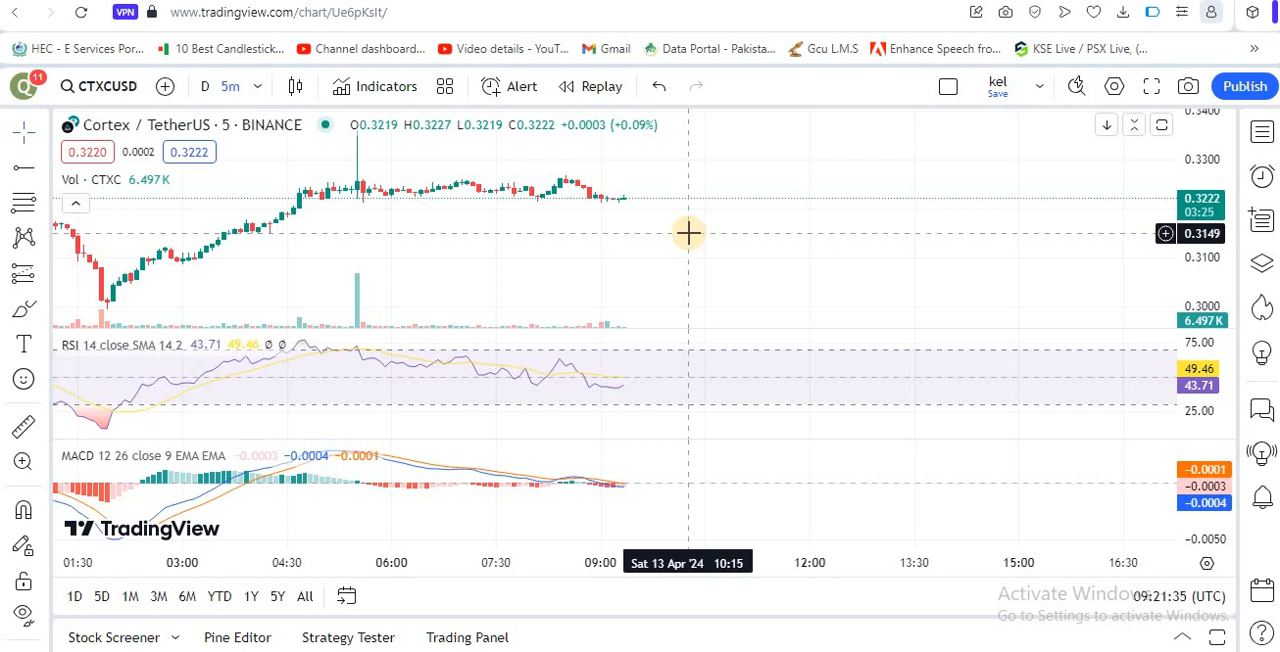 VPN www.tradingview.com/chart/Ue6pKsIt/
HEC - E Services Por... 10 Best Candlestick... Channel dashboard... Video details - YouT... Gmail Data Portal - Pakista... Gcu L.M.S Enhance Speech from... KSE Live / PSX Live, (... »
Q 11 CTXCUSD D 5m Indicators Alert Replay kel Save Publish
Cortex / TetherUS · 5 · BINANCE O0.3219 H0.3227 L0.3219 C0.3222 +0.0003 (+0.09%)
0.3220 0.0002 0.3222
Vol · CTXC 6.497K
0.3400
0.3300
0.3222
03:25
0.3149
0.3100
0.3000
6.497K
RSI 14 close SMA 14 2 43.71 49.46 Ø Ø
75.00
49.46
43.71
25.00
MACD 12 26 close 9 EMA EMA −0.0003 −0.0004 −0.0001
−0.0001
−0.0003
−0.0004
−0.0050
TradingView
01:30 03:00 04:30 06:00 07:30 09:00 Sat 13 Apr '24 10:15 12:00 13:30 15:00 16:30
1D 5D 1M 3M 6M YTD 1Y 5Y All 09:21:35 (UTC)
Activate Windows
Go to Settings to activate Windows.
Stock Screener Pine Editor Strategy Tester Trading Panel